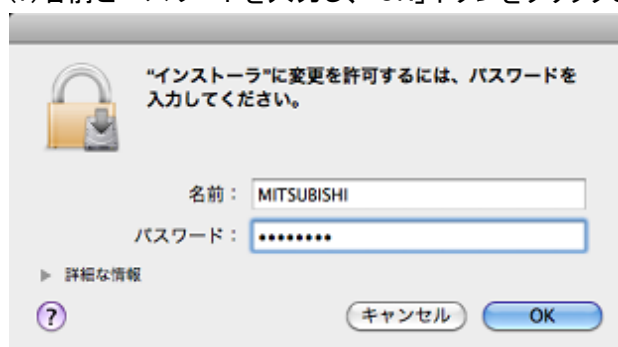 "インストーラ"に変更を許可するには、パスワードを
入力してください。
名前： MITSUBISHI
パスワード： ••••••••
▶ 詳細な情報
? キャンセル OK